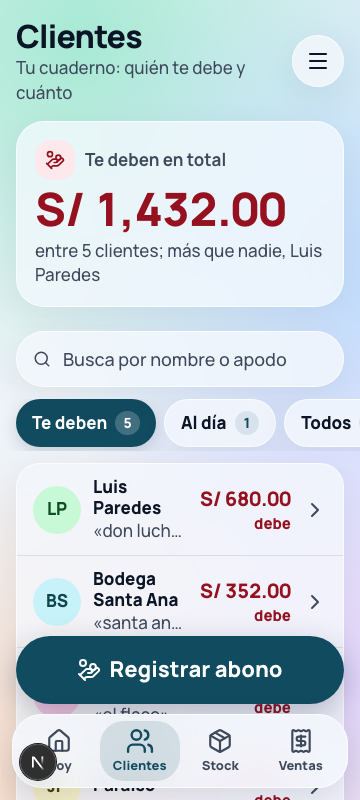 Clientes
Tu cuaderno: quién te debe y
cuánto
Te deben en total
S/ 1,432.00
entre 5 clientes; más que nadie, Luis
Paredes
Busca por nombre o apodo
Te deben 5
Al día 1
Todos
LP
Luis
Paredes
«don luch...
S/ 680.00
debe
BS
Bodega
Santa Ana
«santa an...
S/ 352.00
debe
Registrar abono
debe
N
oy
Clientes
Stock
Ventas
debe